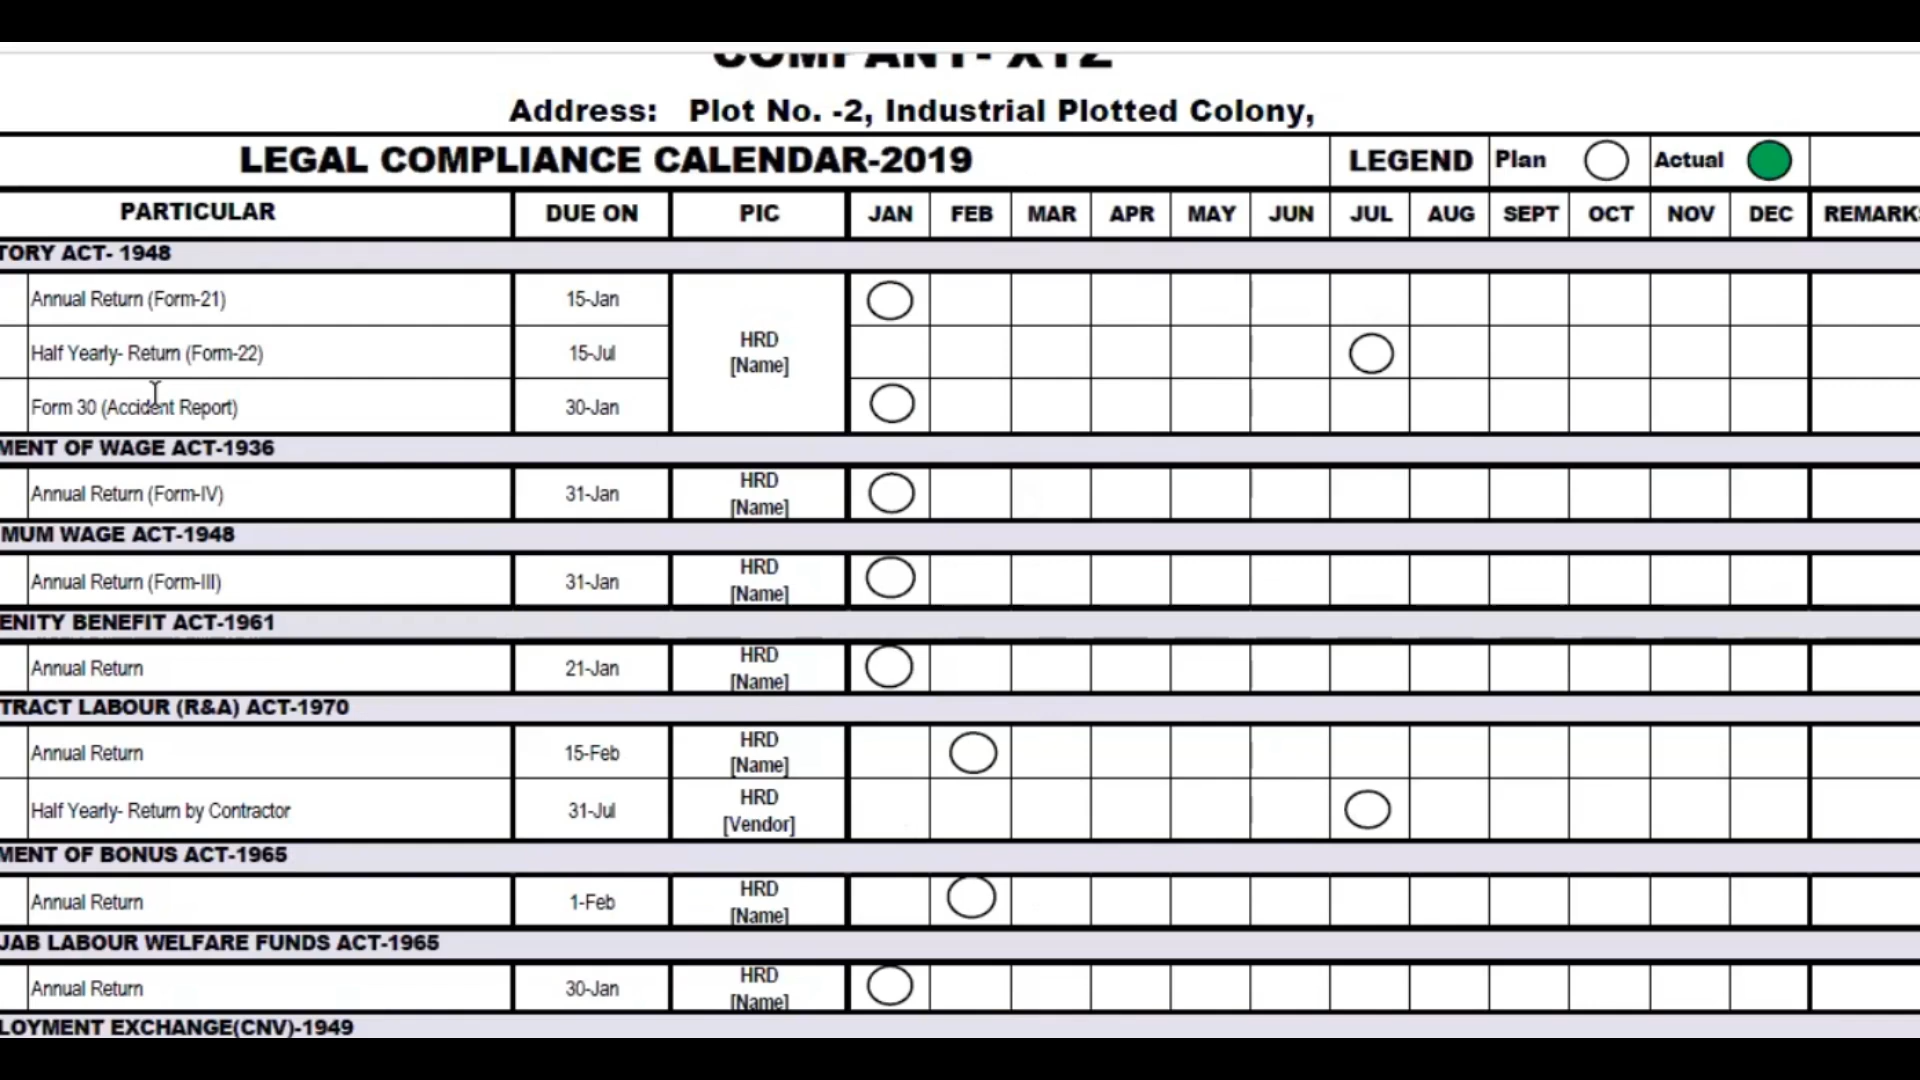 COMPANY- XYZ
Address: Plot No. -2, Industrial Plotted Colony,
LEGAL COMPLIANCE CALENDAR-2019 LEGEND Plan Actual
PARTICULAR DUE ON PIC JAN FEB MAR APR MAY JUN JUL AUG SEPT OCT NOV DEC REMARKS
TORY ACT- 1948
Annual Return (Form-21) 15-Jan
Half Yearly- Return (Form-22) 15-Jul HRD
[Name]
Form 30 (Accident Report) 30-Jan
MENT OF WAGE ACT-1936
Annual Return (Form-IV) 31-Jan HRD
[Name]
MUM WAGE ACT-1948
Annual Return (Form-III) 31-Jan HRD
[Name]
ENITY BENEFIT ACT-1961
Annual Return 21-Jan HRD
[Name]
TRACT LABOUR (R&A) ACT-1970
Annual Return 15-Feb HRD
[Name]
Half Yearly- Return by Contractor 31-Jul HRD
[Vendor]
MENT OF BONUS ACT-1965
Annual Return 1-Feb HRD
[Name]
JAB LABOUR WELFARE FUNDS ACT-1965
Annual Return 30-Jan HRD
[Name]
LOYMENT EXCHANGE(CNV)-1949